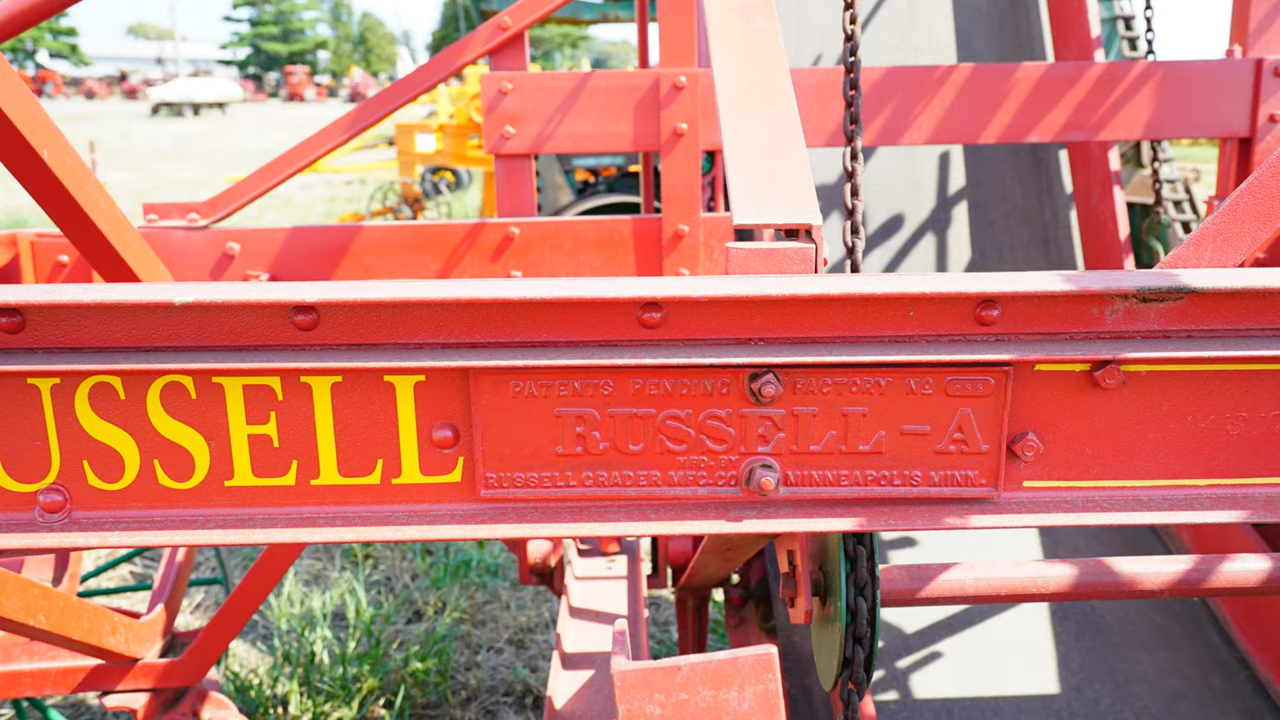 USSELL
PATENTS PENDING FACTORY NO
RUSSELL-A
MFD. BY
RUSSELL GRADER MFG. CO. MINNEAPOLIS MINN.